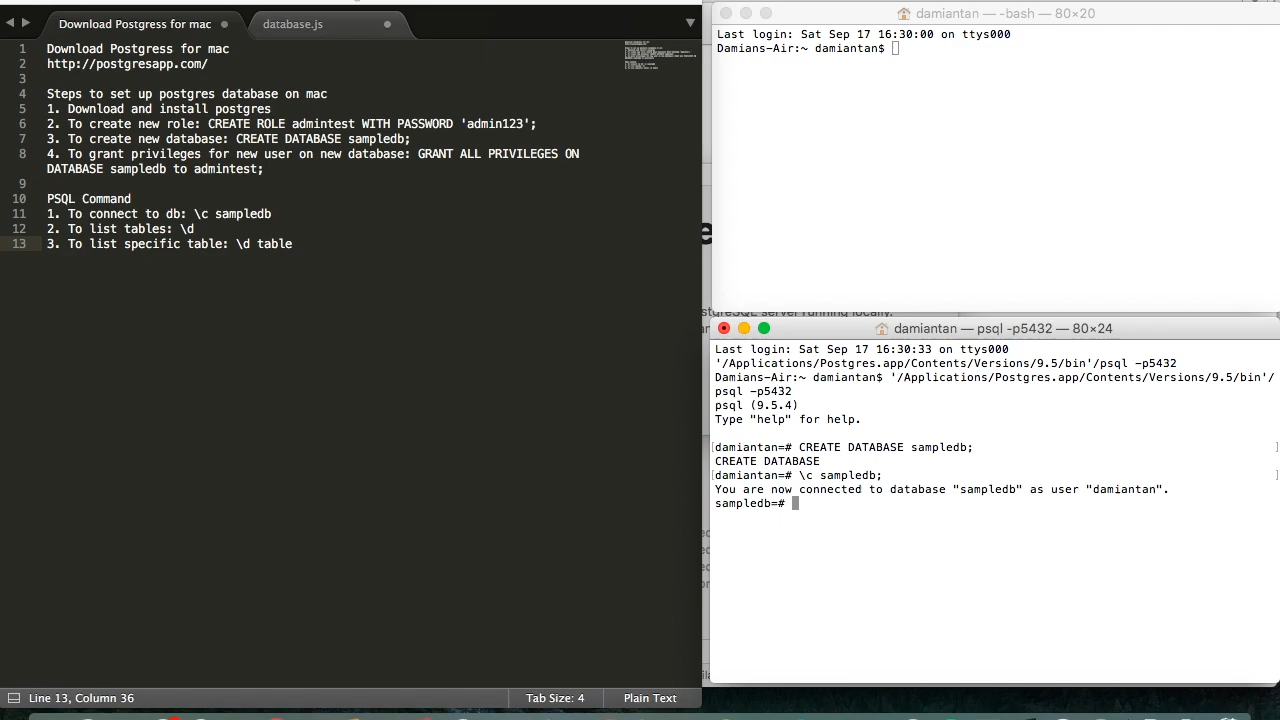 Download Postgress for mac
database.js
1 Download Postgress for mac
2 http://postgresapp.com/
3
4 Steps to set up postgres database on mac
5 1. Download and install postgres
6 2. To create new role: CREATE ROLE admintest WITH PASSWORD 'admin123';
7 3. To create new database: CREATE DATABASE sampledb;
8 4. To grant privileges for new user on new database: GRANT ALL PRIVILEGES ON
DATABASE sampledb to admintest;
9
10 PSQL Command
11 1. To connect to db: \c sampledb
12 2. To list tables: \d
13 3. To list specific table: \d table
Line 13, Column 36
Tab Size: 4
Plain Text
damiantan — -bash — 80×20
Last login: Sat Sep 17 16:30:00 on ttys000
Damians-Air:~ damiantan$
stgreSQL server running locally.
damiantan — psql -p5432 — 80×24
Last login: Sat Sep 17 16:30:33 on ttys000
'/Applications/Postgres.app/Contents/Versions/9.5/bin'/psql -p5432
Damians-Air:~ damiantan$ '/Applications/Postgres.app/Contents/Versions/9.5/bin'/
psql -p5432
psql (9.5.4)
Type "help" for help.
[damiantan=# CREATE DATABASE sampledb; ]
CREATE DATABASE
[damiantan=# \c sampledb; ]
You are now connected to database "sampledb" as user "damiantan".
sampledb=#